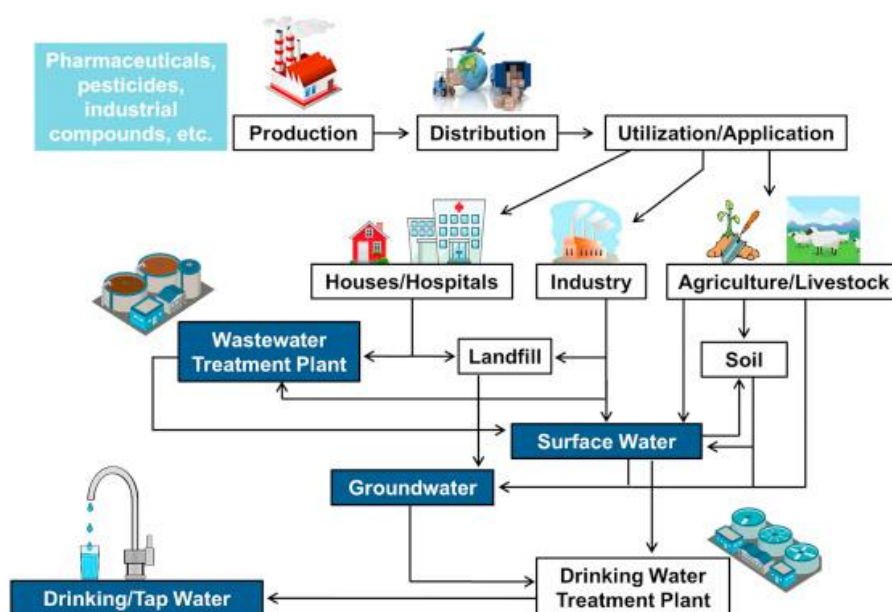 Pharmaceuticals,
pesticides,
industrial
compounds, etc.
Production
Distribution
Utilization/Application
Houses/Hospitals
Industry
Agriculture/Livestock
Wastewater
Treatment Plant
Landfill
Soil
Surface Water
Groundwater
Drinking Water
Treatment Plant
Drinking/Tap Water